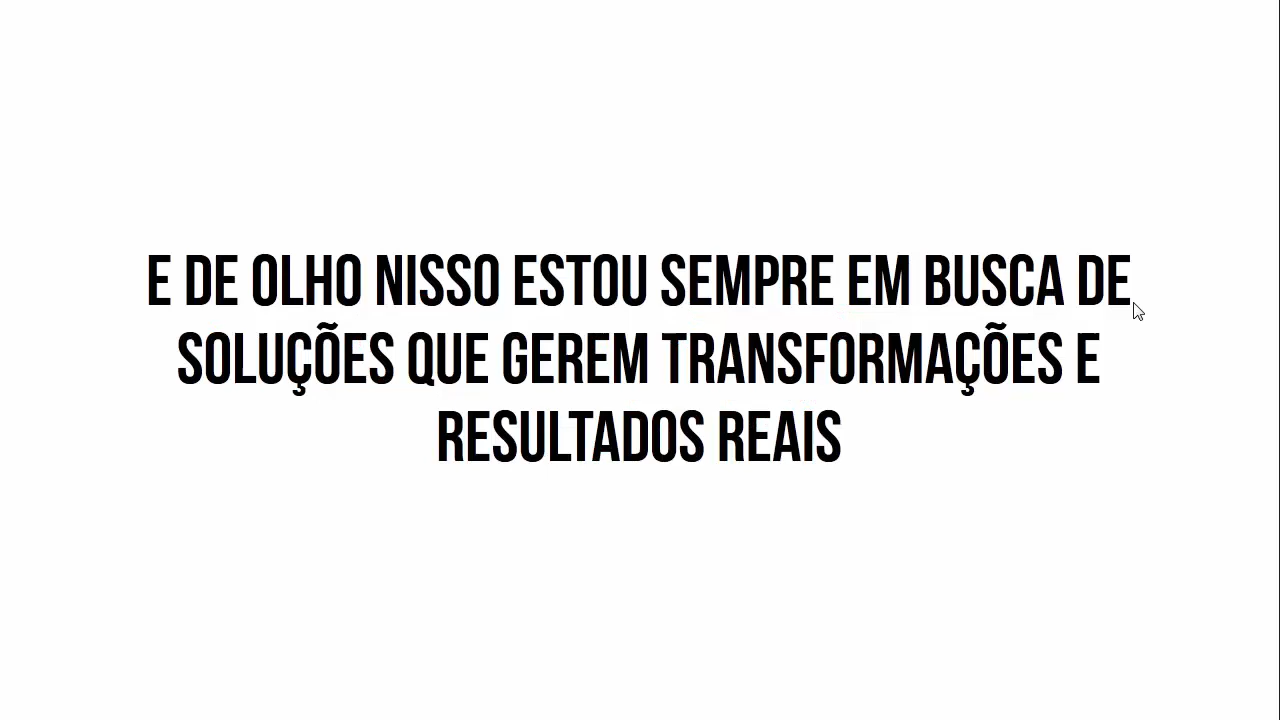 E DE OLHO NISSO ESTOU SEMPRE EM BUSCA DE
SOLUÇÕES QUE GEREM TRANSFORMAÇÕES E
RESULTADOS REAIS